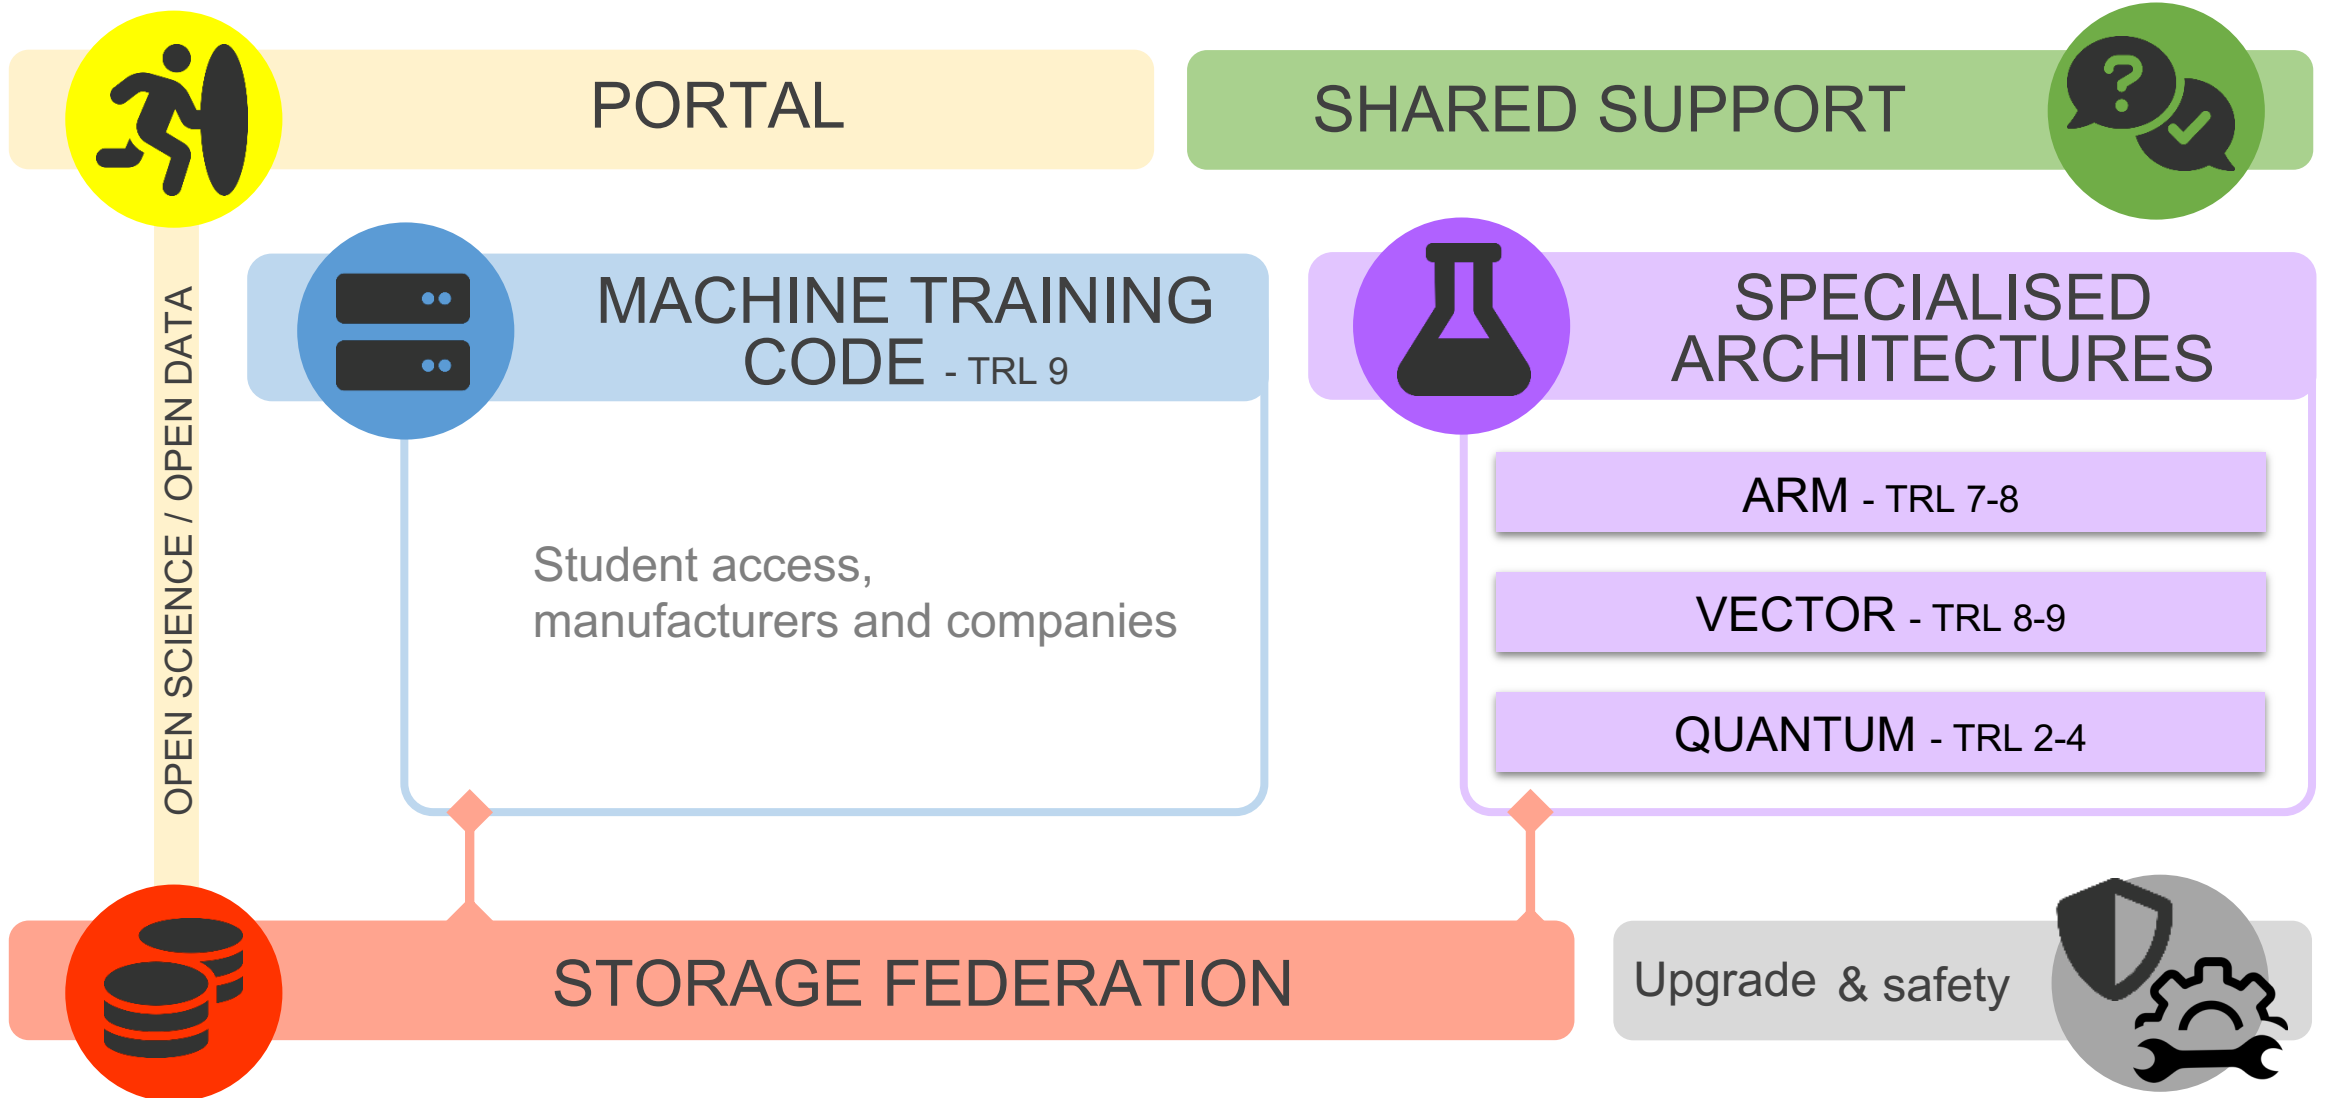 PORTAL
SHARED SUPPORT
OPEN SCIENCE / OPEN DATA
MACHINE TRAINING
CODE - TRL 9
Student access,
manufacturers and companies
SPECIALISED
ARCHITECTURES
ARM - TRL 7-8
VECTOR - TRL 8-9
QUANTUM - TRL 2-4
STORAGE FEDERATION
Upgrade & safety